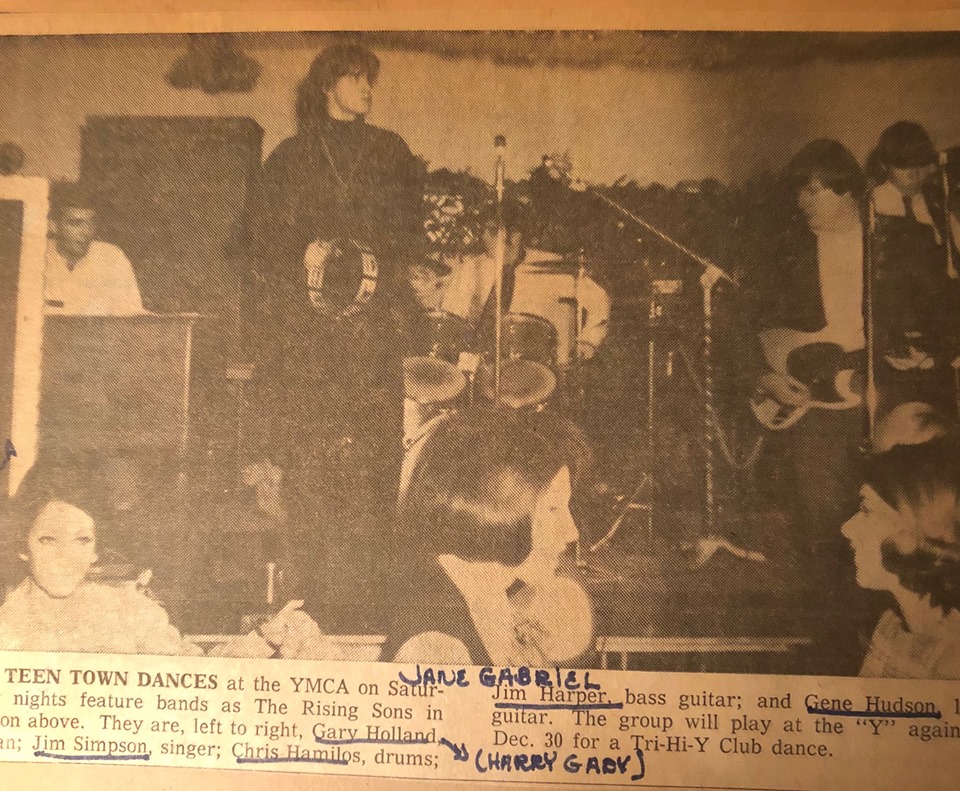 TEEN TOWN DANCES at the YMCA on Satur-
nights feature bands as The Rising Sons in
on above. They are, left to right, Gary Holland,
an; Jim Simpson, singer; Chris Hamilos, drums;
JANE GABRIEL
Jim Harper, bass guitar; and Gene Hudson, l
guitar. The group will play at the “Y” again
Dec. 30 for a Tri-Hi-Y Club dance.
(HARRY GADY)